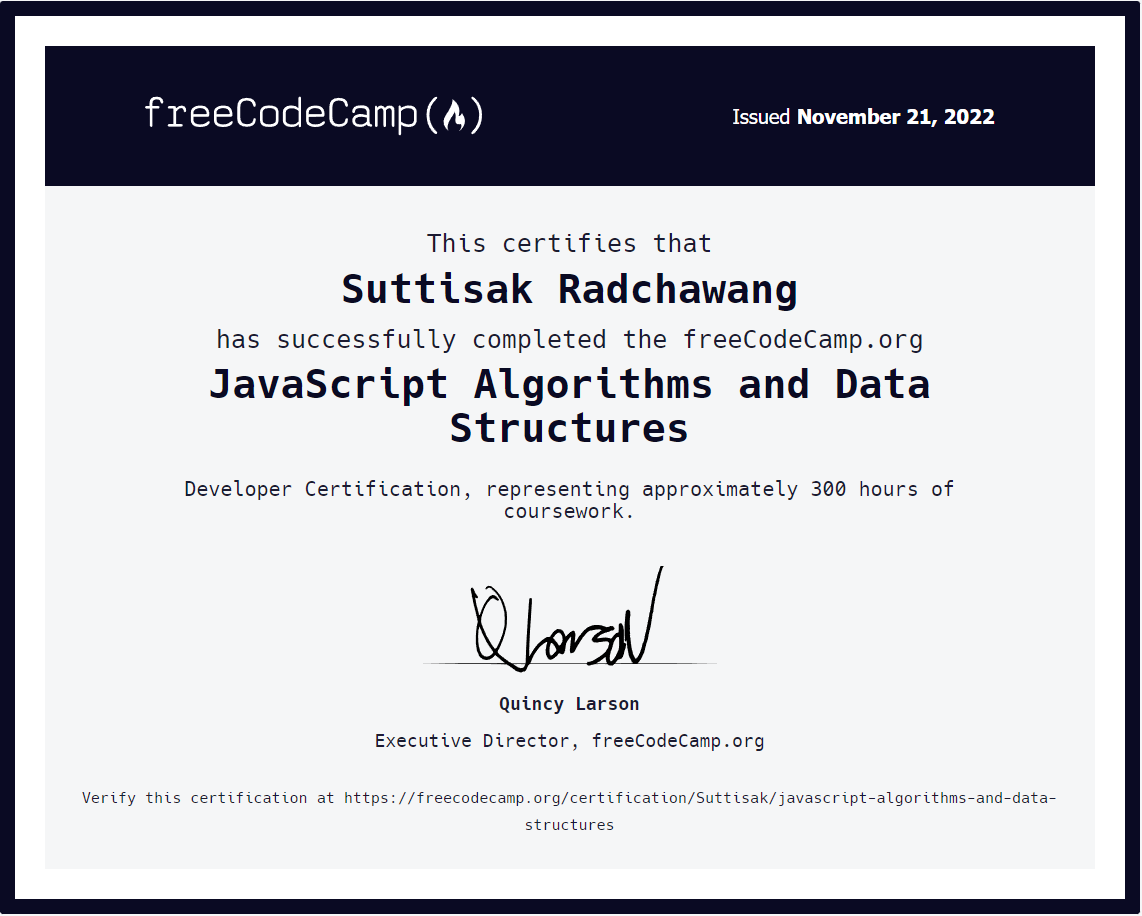 freeCodeCamp(🔥)
Issued November 21, 2022
This certifies that
Suttisak Radchawang
has successfully completed the freeCodeCamp.org
JavaScript Algorithms and Data
Structures
Developer Certification, representing approximately 300 hours of
coursework.
Q Larson
Quincy Larson
Executive Director, freeCodeCamp.org
Verify this certification at https://freecodecamp.org/certification/Suttisak/javascript-algorithms-and-data-
structures